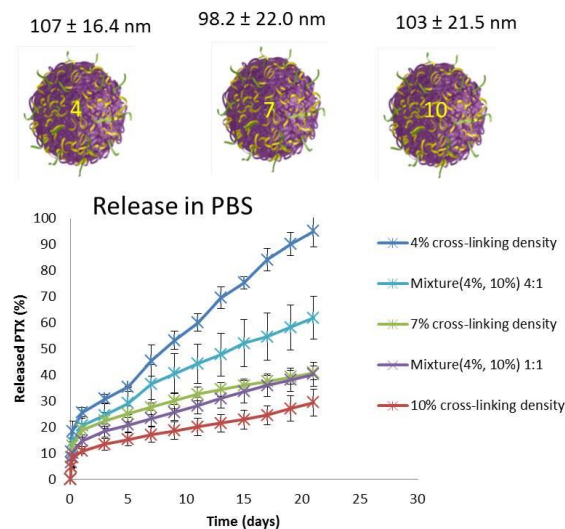 107 ± 16.4 nm
98.2 ± 22.0 nm
103 ± 21.5 nm
4
7
10
Release in PBS
100
90
80
70
60
50
40
30
20
10
0
Released PTX (%)
0
5
10
15
20
25
30
Time (days)
4% cross-linking density
Mixture(4%, 10%) 4:1
7% cross-linking density
Mixture(4%, 10%) 1:1
10% cross-linking density